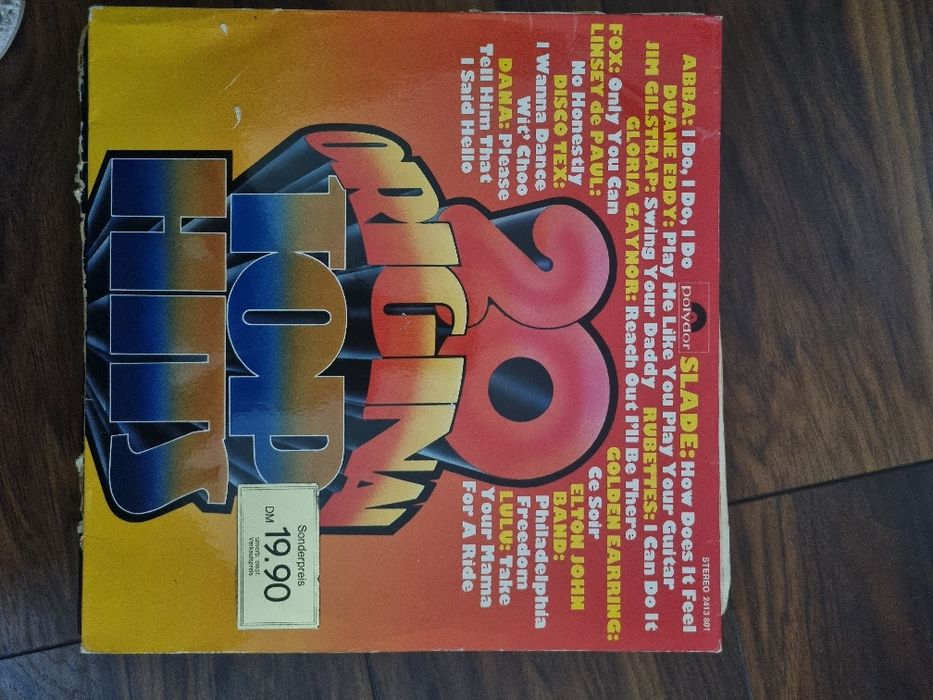 STEREO 2413 801
ABBA: I Do, I Do, I Do polydor SLADE: How Does It Feel
DUANE EDDY: Play Me Like You Play Your Guitar
JIM GILSTRAP: Swing Your Daddy RUBETTES: I Can Do It
GLORIA GAYNOR: Reach Out I'll Be There
FOX: Only You Can
LINSEY de PAUL:
No Honestly
DISCO TEX:
I Wanna Dance
Wit' Choo
DANA: Please
Tell Him That
I Said Hello
GOLDEN EARRING:
Ce Soir
ELTON JOHN
BAND:
Philadelphia
Freedom
LULU: Take
Your Mama
For A Ride
20
ORIGINAL
TOP
HITS
Sonderpreis
DM 19.90
unverb. empf.
Verkaufspreis